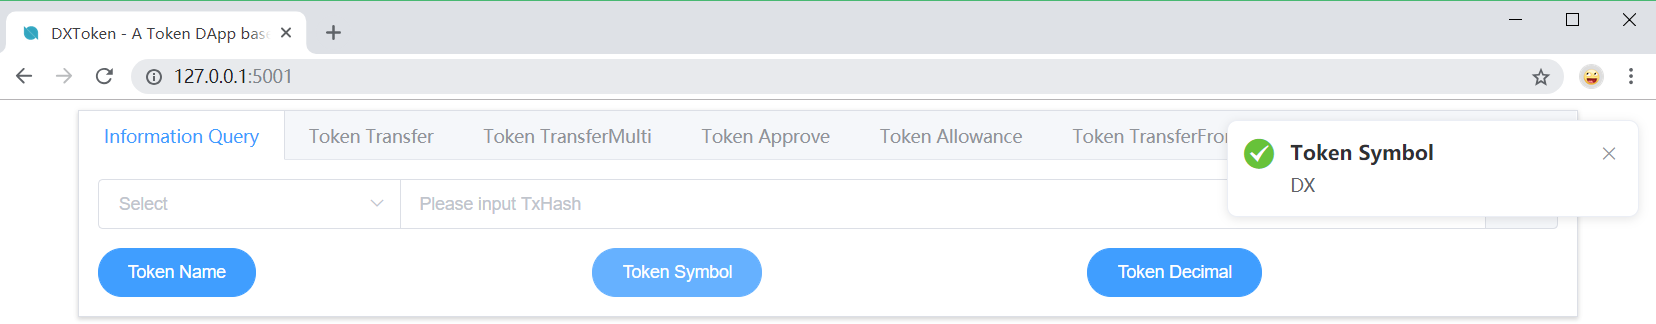 DXToken - A Token DApp base
127.0.0.1:5001
Information Query
Token Transfer
Token TransferMulti
Token Approve
Token Allowance
Token TransferFro
Token Symbol
DX
Select
Please input TxHash
Token Name
Token Symbol
Token Decimal